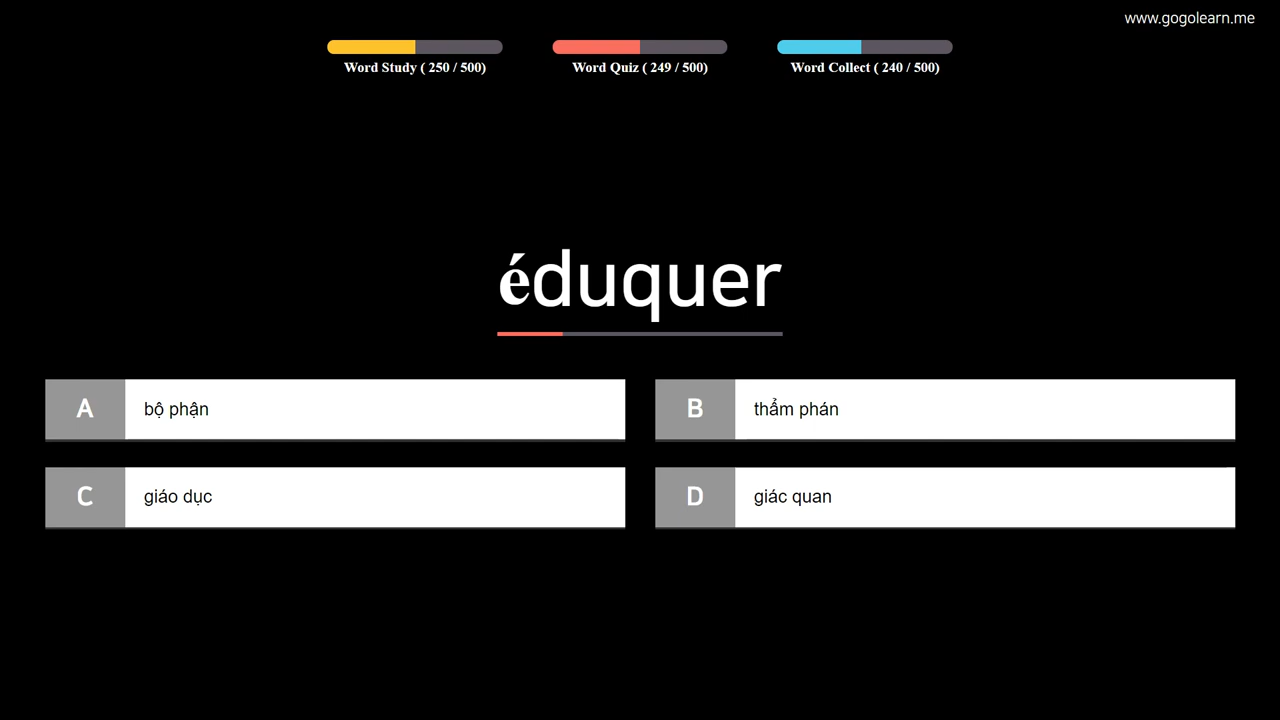 www.gogolearn.me
Word Study ( 250 / 500)
Word Quiz ( 249 / 500)
Word Collect ( 240 / 500)
éduquer
A bộ phận
B thẩm phán
C giáo dục
D giác quan